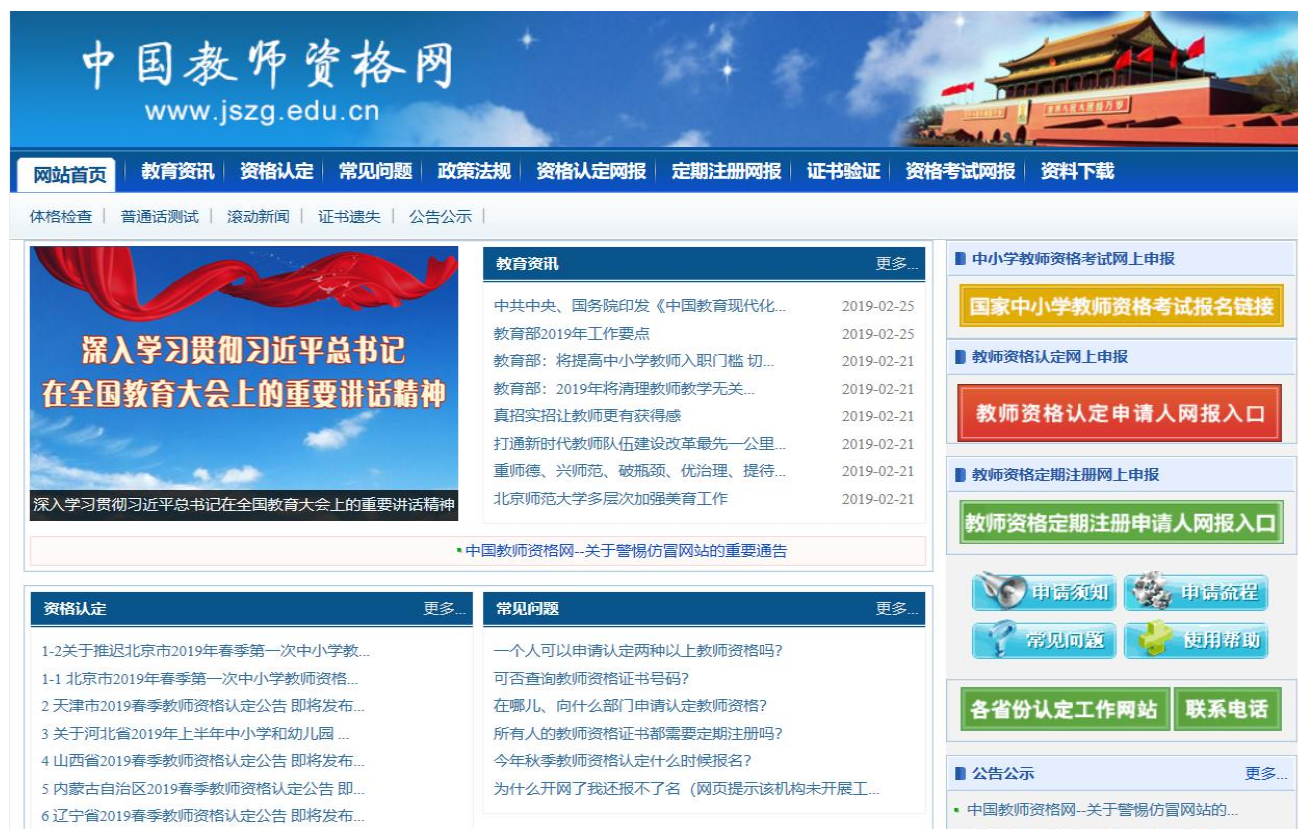 中国教师资格网
www.jszg.edu.cn
网站首页 教育资讯 资格认定 常见问题 政策法规 资格认定网报 定期注册网报 证书验证 资格考试网报 资料下载
体格检查 普通话测试 滚动新闻 证书遗失 公告公示
深入学习贯彻习近平总书记
在全国教育大会上的重要讲话精神
深入学习贯彻习近平总书记在全国教育大会上的重要讲话精神
教育资讯 更多...
中共中央、国务院印发《中国教育现代化... 2019-02-25
教育部2019年工作要点 2019-02-25
教育部：将提高中小学教师入职门槛 切... 2019-02-21
教育部：2019年将清理教师教学无关... 2019-02-21
真招实招让教师更有获得感 2019-02-21
打通新时代教师队伍建设改革最先一公里... 2019-02-21
重师德、兴师范、破瓶颈、优治理、提待... 2019-02-21
北京师范大学多层次加强美育工作 2019-02-21
中国教师资格网--关于警惕仿冒网站的重要通告
资格认定 更多...
1-2关于推迟北京市2019年春季第一次中小学教...
1-1 北京市2019年春季第一次中小学教师资格...
2 天津市2019春季教师资格认定公告 即将发布...
3 关于河北省2019年上半年中小学和幼儿园 ...
4 山西省2019春季教师资格认定公告 即将发布...
5 内蒙古自治区2019春季教师资格认定公告 即...
6 辽宁省2019春季教师资格认定公告 即将发布...
常见问题 更多...
一个人可以申请认定两种以上教师资格吗?
可否查询教师资格证书号码?
在哪儿、向什么部门申请认定教师资格?
所有人的教师资格证书都需要定期注册吗?
今年秋季教师资格认定什么时候报名?
为什么开网了我还报不了名（网页提示该机构未开展工...
中小学教师资格考试网上申报
国家中小学教师资格考试报名链接
教师资格认定网上申报
教师资格认定申请人网报入口
教师资格定期注册网上申报
教师资格定期注册申请人网报入口
申请须知 申请流程
常见问题 使用帮助
各省份认定工作网站 联系电话
公告公示 更多...
中国教师资格网--关于警惕仿冒网站的...